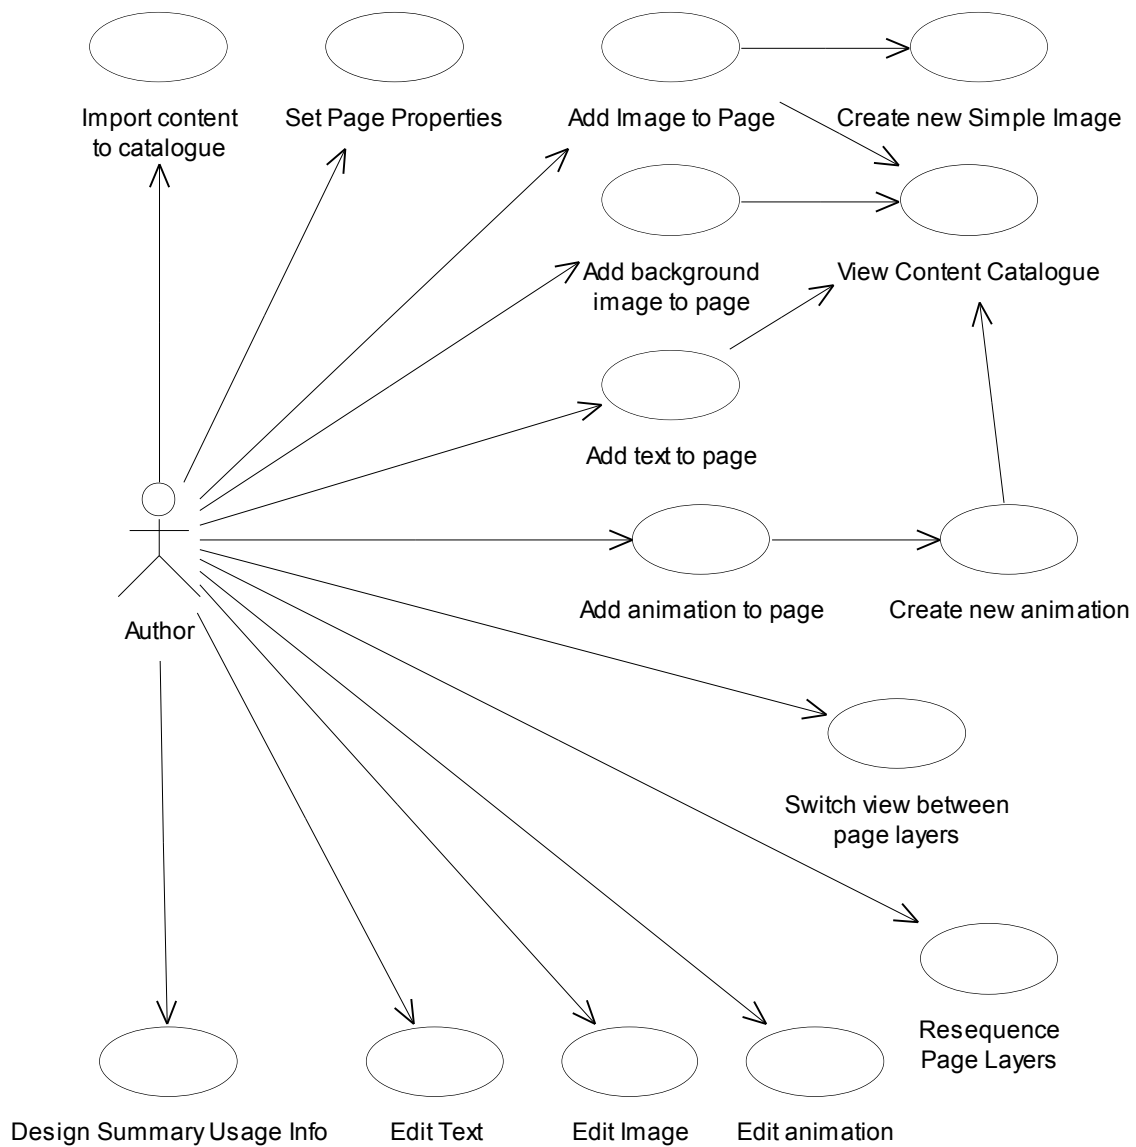 Import content
to catalogue
Set Page Properties
Add Image to Page
Create new Simple Image
Add background
image to page
View Content Catalogue
Add text to page
Add animation to page
Create new animation
Author
Switch view between
page layers
Resequence
Page Layers
Design Summary Usage Info
Edit Text
Edit Image
Edit animation